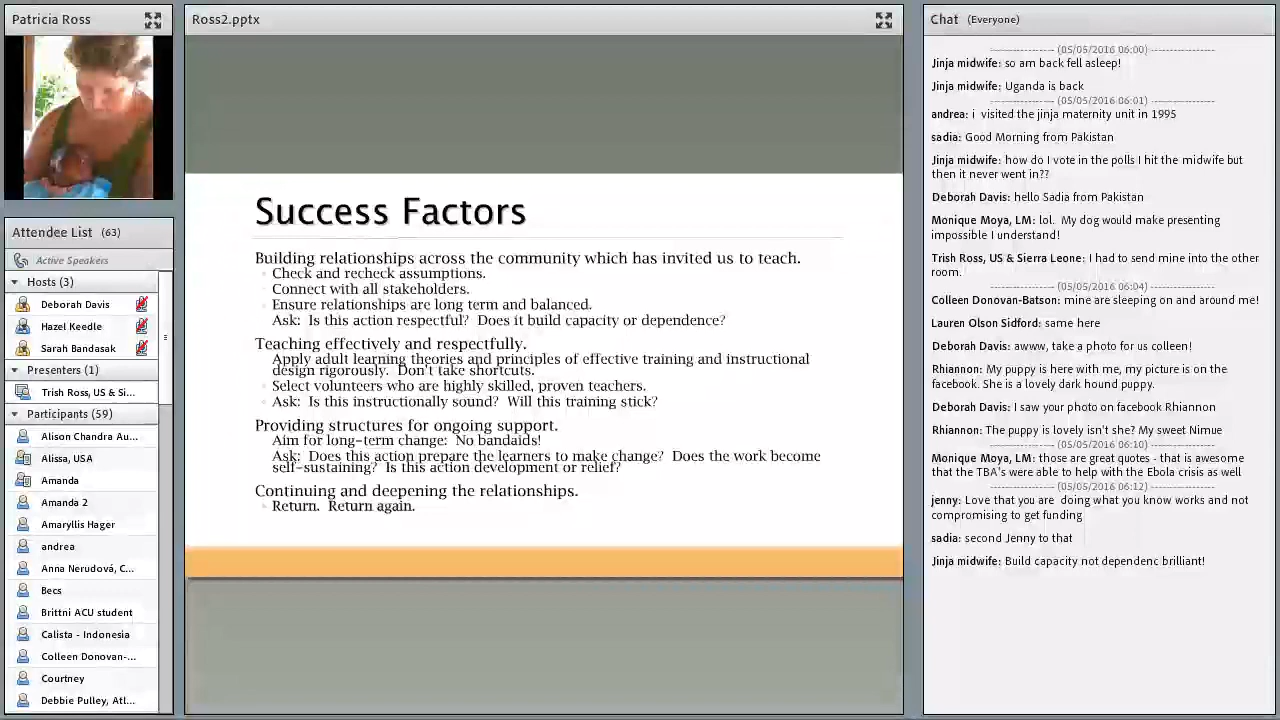 Patricia Ross
Attendee List (63)
Active Speakers
Hosts (3)
Deborah Davis
Hazel Keedle
Sarah Bandasak
Presenters (1)
Trish Ross, US & Si...
Participants (59)
Alison Chandra Au...
Alissa, USA
Amanda
Amanda 2
Amaryllis Hager
andrea
Anna Nerudová, C...
Becs
Brittni ACU student
Calista - Indonesia
Colleen Donovan-...
Courtney
Debbie Pulley, Atl...
Ross2.pptx
Success Factors
Building relationships across the community which has invited us to teach.
Check and recheck assumptions.
Connect with all stakeholders.
Ensure relationships are long term and balanced.
Ask: Is this action respectful? Does it build capacity or dependence?
Teaching effectively and respectfully.
Apply adult learning theories and principles of effective training and instructional
design rigorously. Don't take shortcuts.
Select volunteers who are highly skilled, proven teachers.
Ask: Is this instructionally sound? Will this training stick?
Providing structures for ongoing support.
Aim for long-term change: No bandaids!
Ask: Does this action prepare the learners to make change? Does the work become
self-sustaining? Is this action development or relief?
Continuing and deepening the relationships.
Return. Return again.
Chat (Everyone)
------------------ (05/05/2016 06:00) ------------------
Jinja midwife: so am back fell asleep!
Jinja midwife: Uganda is back
------------------ (05/05/2016 06:01) ------------------
andrea: i visited the jinja maternity unit in 1995
sadia: Good Morning from Pakistan
Jinja midwife: how do I vote in the polls I hit the midwife but
then it never went in??
Deborah Davis: hello Sadia from Pakistan
Monique Moya, LM: lol. My dog would make presenting
impossible I understand!
Trish Ross, US & Sierra Leone: I had to send mine into the other
room.
------------------ (05/05/2016 06:04) ------------------
Colleen Donovan-Batson: mine are sleeping on and around me!
Lauren Olson Sidford: same here
Deborah Davis: awww, take a photo for us colleen!
Rhiannon: My puppy is here with me, my picture is on the
facebook. She is a lovely dark hound puppy.
Deborah Davis: I saw your photo on facebook Rhiannon
Rhiannon: The puppy is lovely isn't she? My sweet Nimue
------------------ (05/05/2016 06:10) ------------------
Monique Moya, LM: those are great quotes - that is awesome
that the TBA's were able to help with the Ebola crisis as well
------------------ (05/05/2016 06:12) ------------------
jenny: Love that you are doing what you know works and not
compromising to get funding
sadia: second Jenny to that
Jinja midwife: Build capacity not dependenc brilliant!